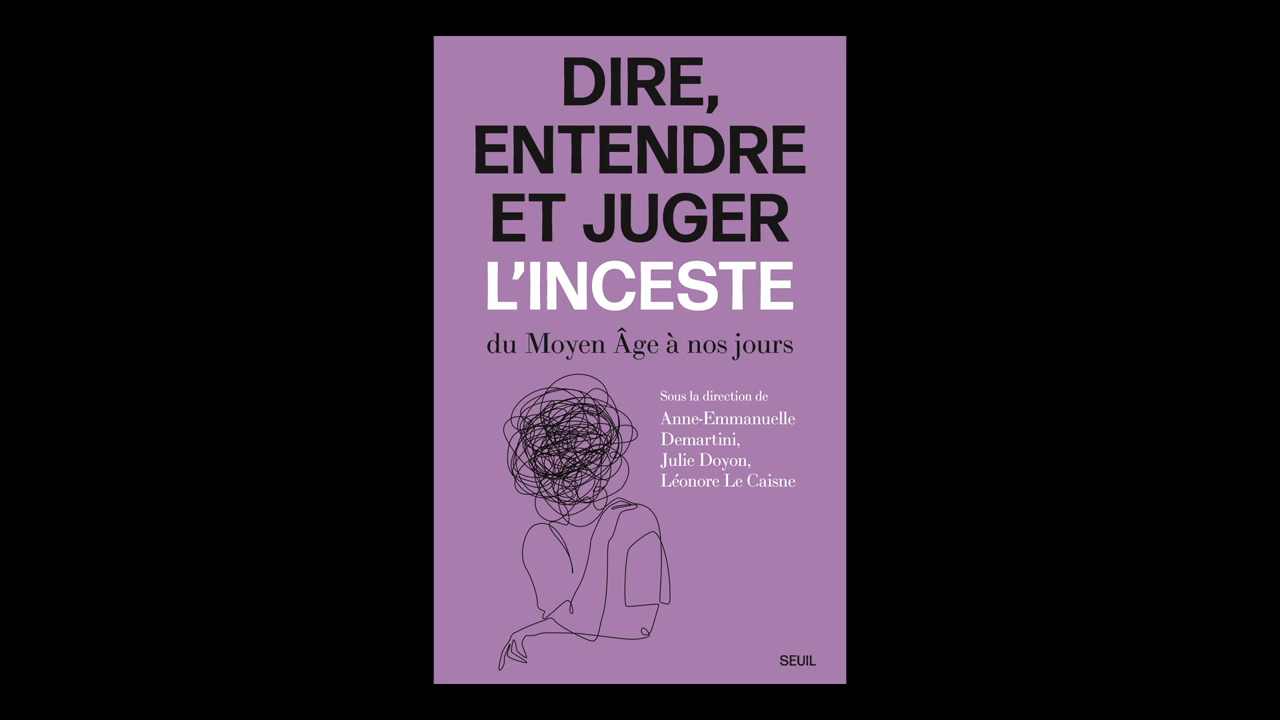 DIRE,
ENTENDRE
ET JUGER
L’INCESTE
du Moyen Âge à nos jours
Sous la direction de
Anne-Emmanuelle
Demartini,
Julie Doyon,
Léonore Le Caisne
SEUIL